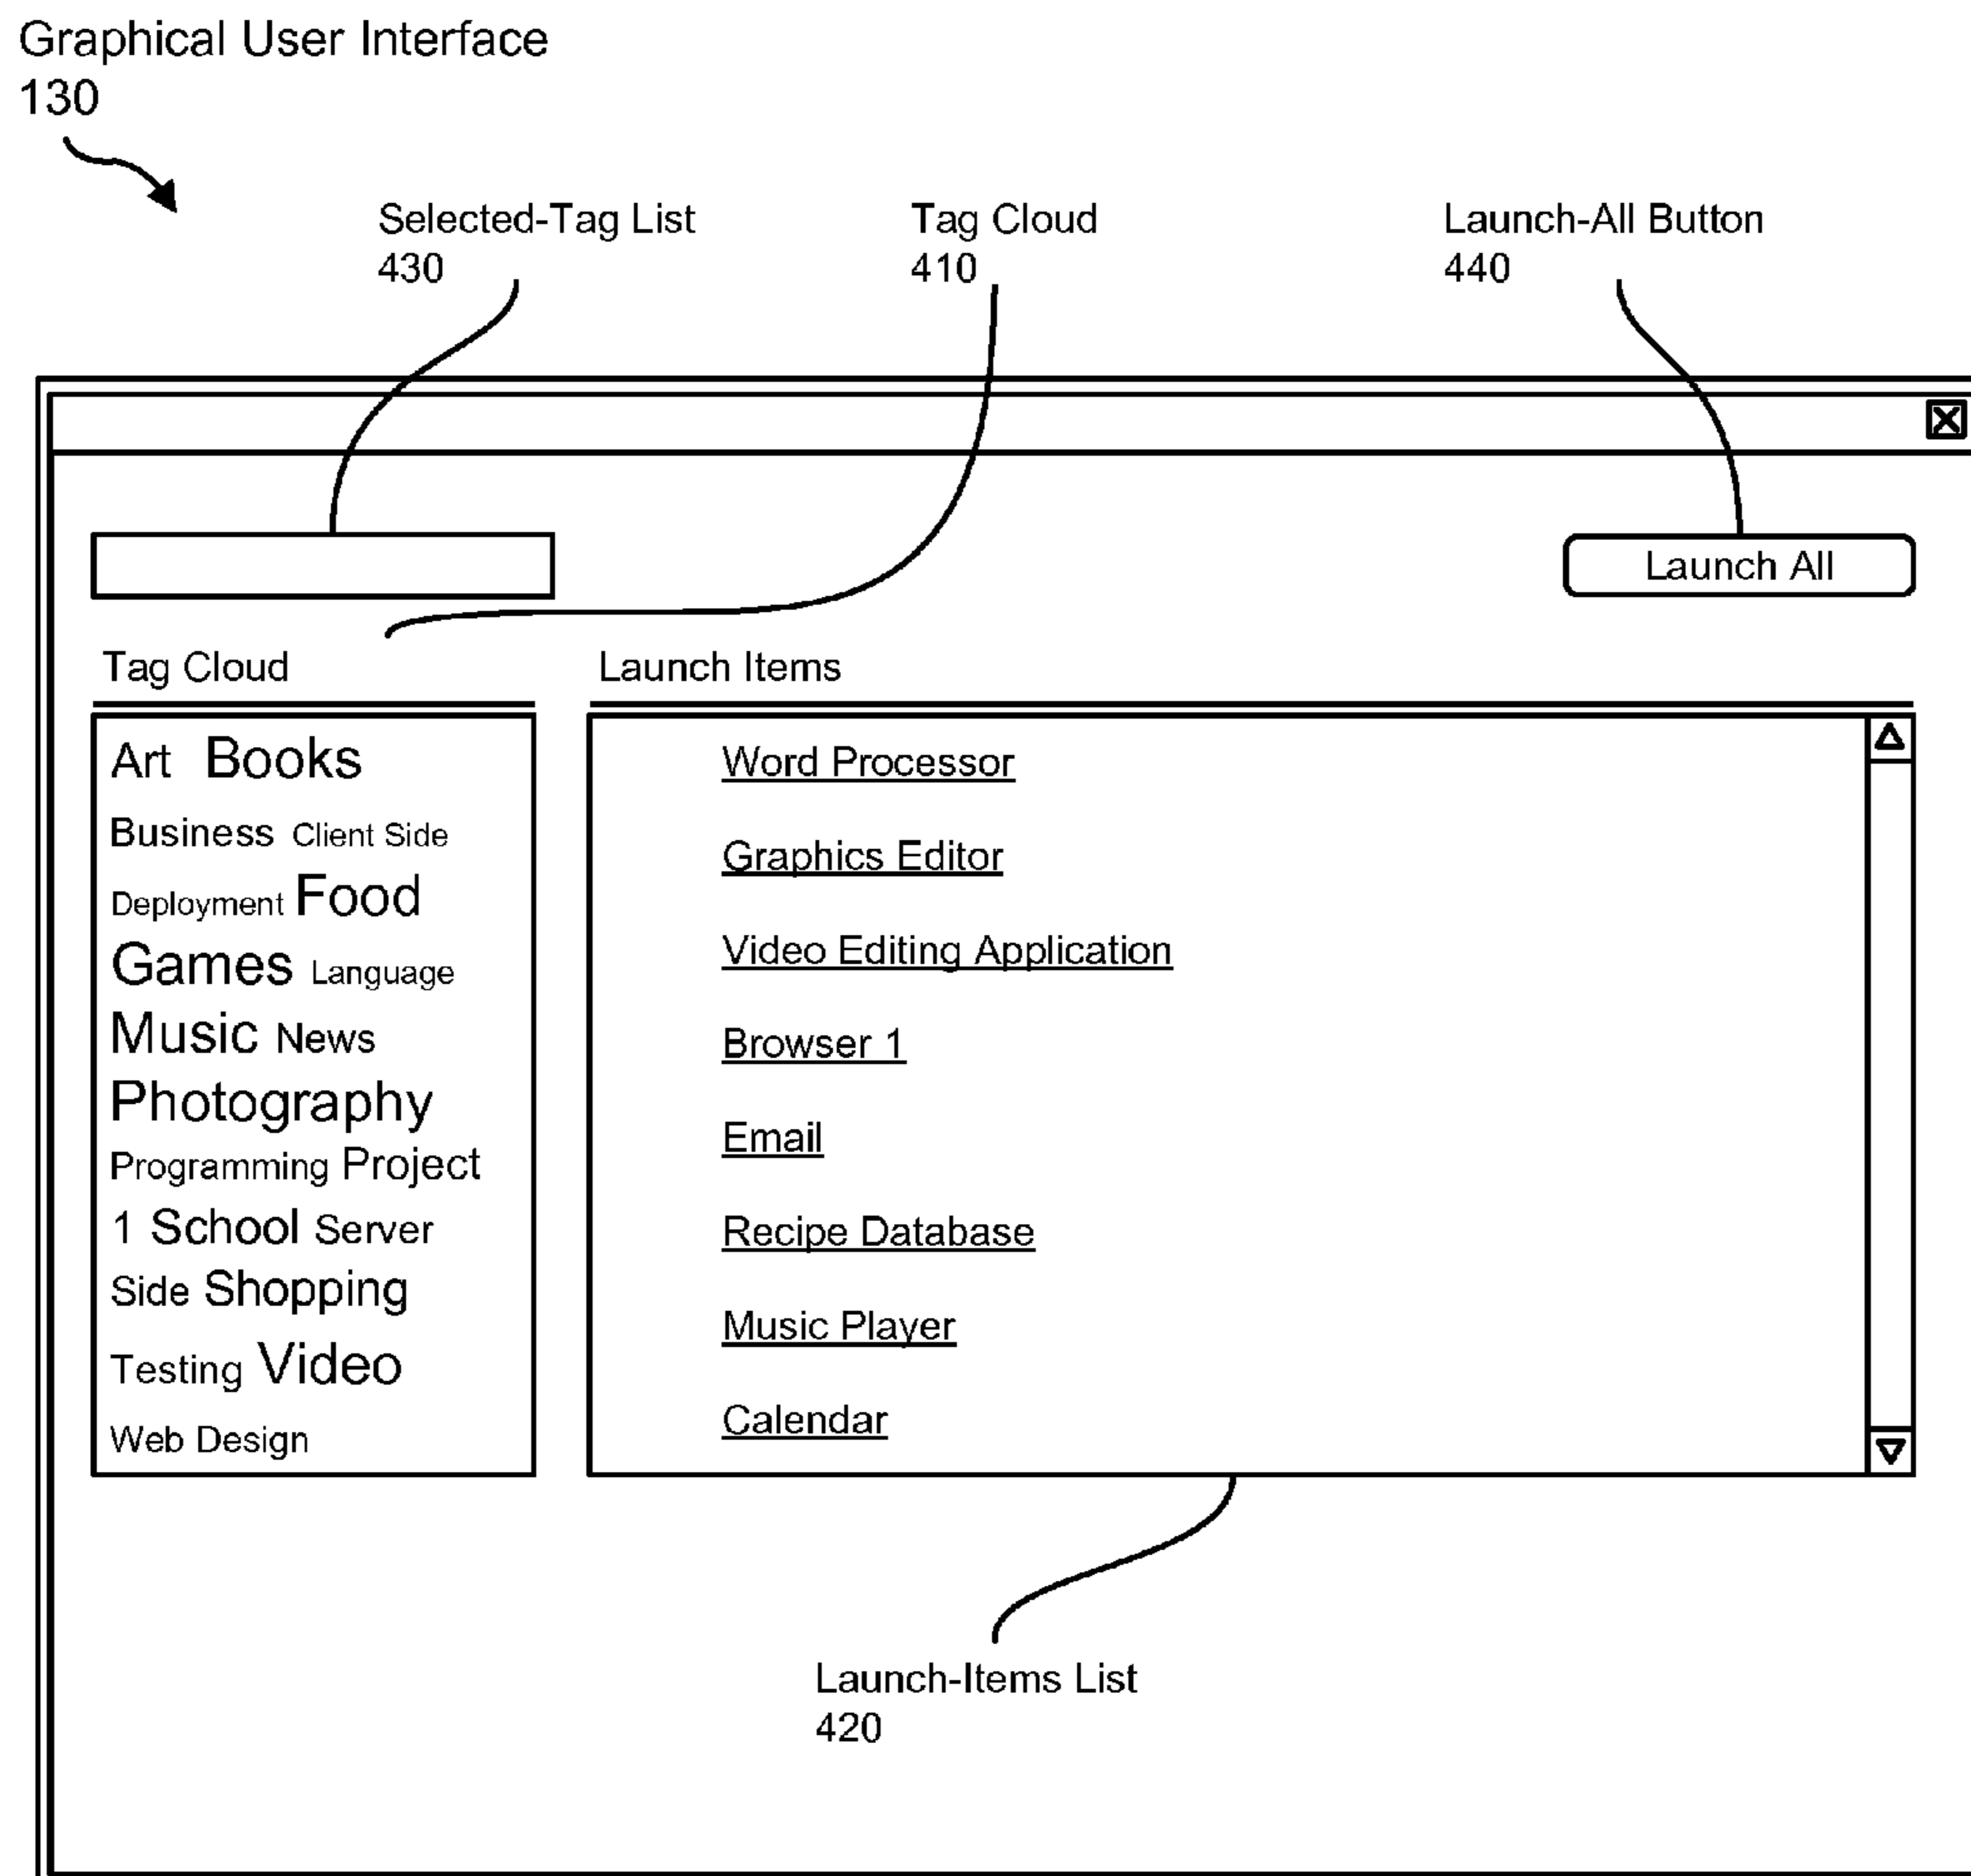 Graphical User Interface
130
Selected-Tag List
430
Tag Cloud
410
Launch-All Button
440
Launch All
Tag Cloud
Art Books
Business Client Side
Deployment Food
Games Language
Music News
Photography
Programming Project
1 School Server
Side Shopping
Testing Video
Web Design
Launch Items
Word Processor
Graphics Editor
Video Editing Application
Browser 1
Email
Recipe Database
Music Player
Calendar
Launch-Items List
420